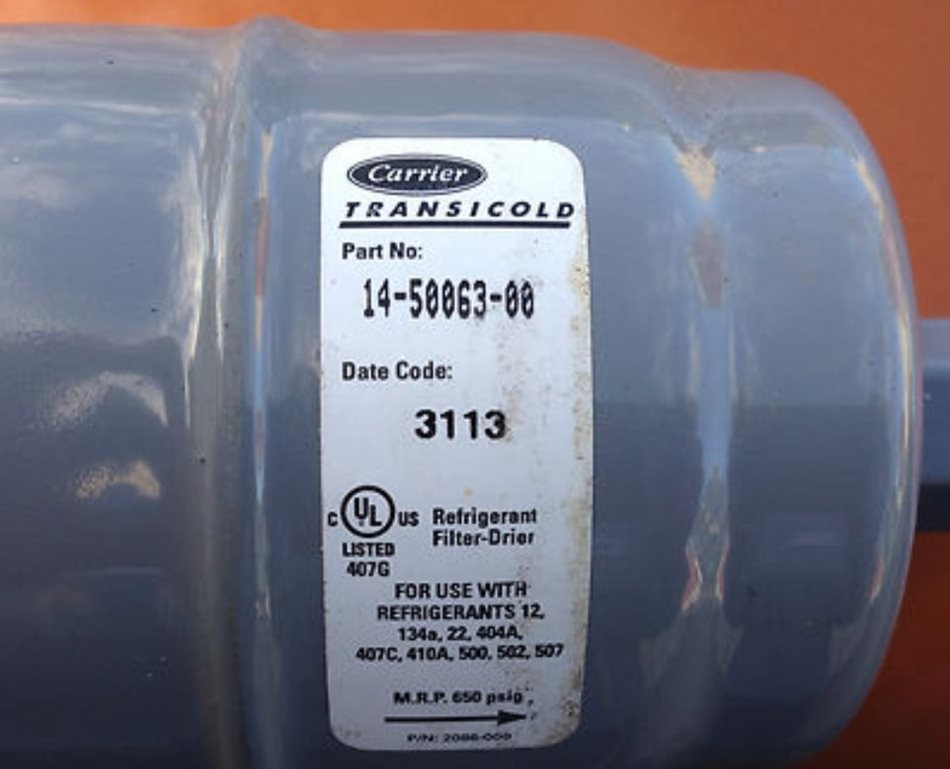 Carrier
TRANSICOLD
Part No:
14-50063-00
Date Code:
3113
C UL US Refrigerant
Filter-Drier
LISTED
407G
FOR USE WITH
REFRIGERANTS 12,
134a, 22, 404A,
407C, 410A, 500, 502, 507
M.R.P. 650 psig
P/N: